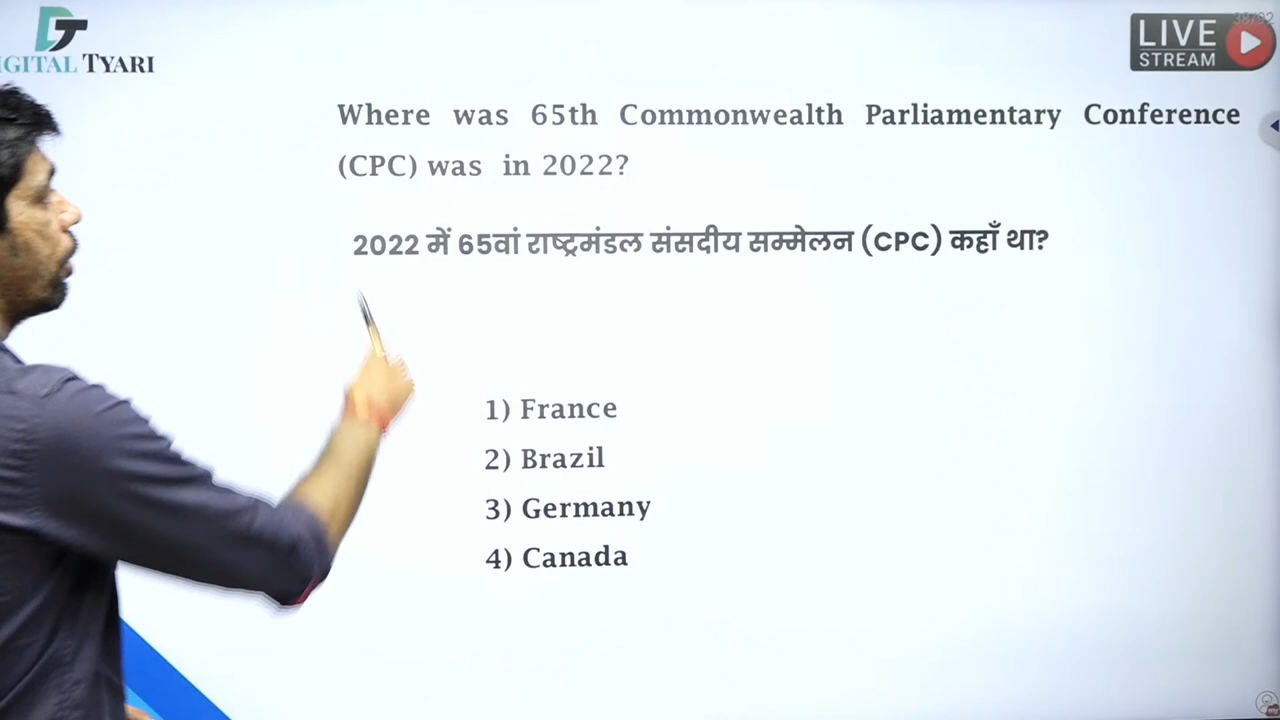 DT
IGITAL TYARI
LIVE
STREAM
Where was 65th Commonwealth Parliamentary Conference
(CPC) was in 2022?
2022 में 65वां राष्ट्रमंडल संसदीय सम्मेलन (CPC) कहाँ था?
1) France
2) Brazil
3) Germany
4) Canada